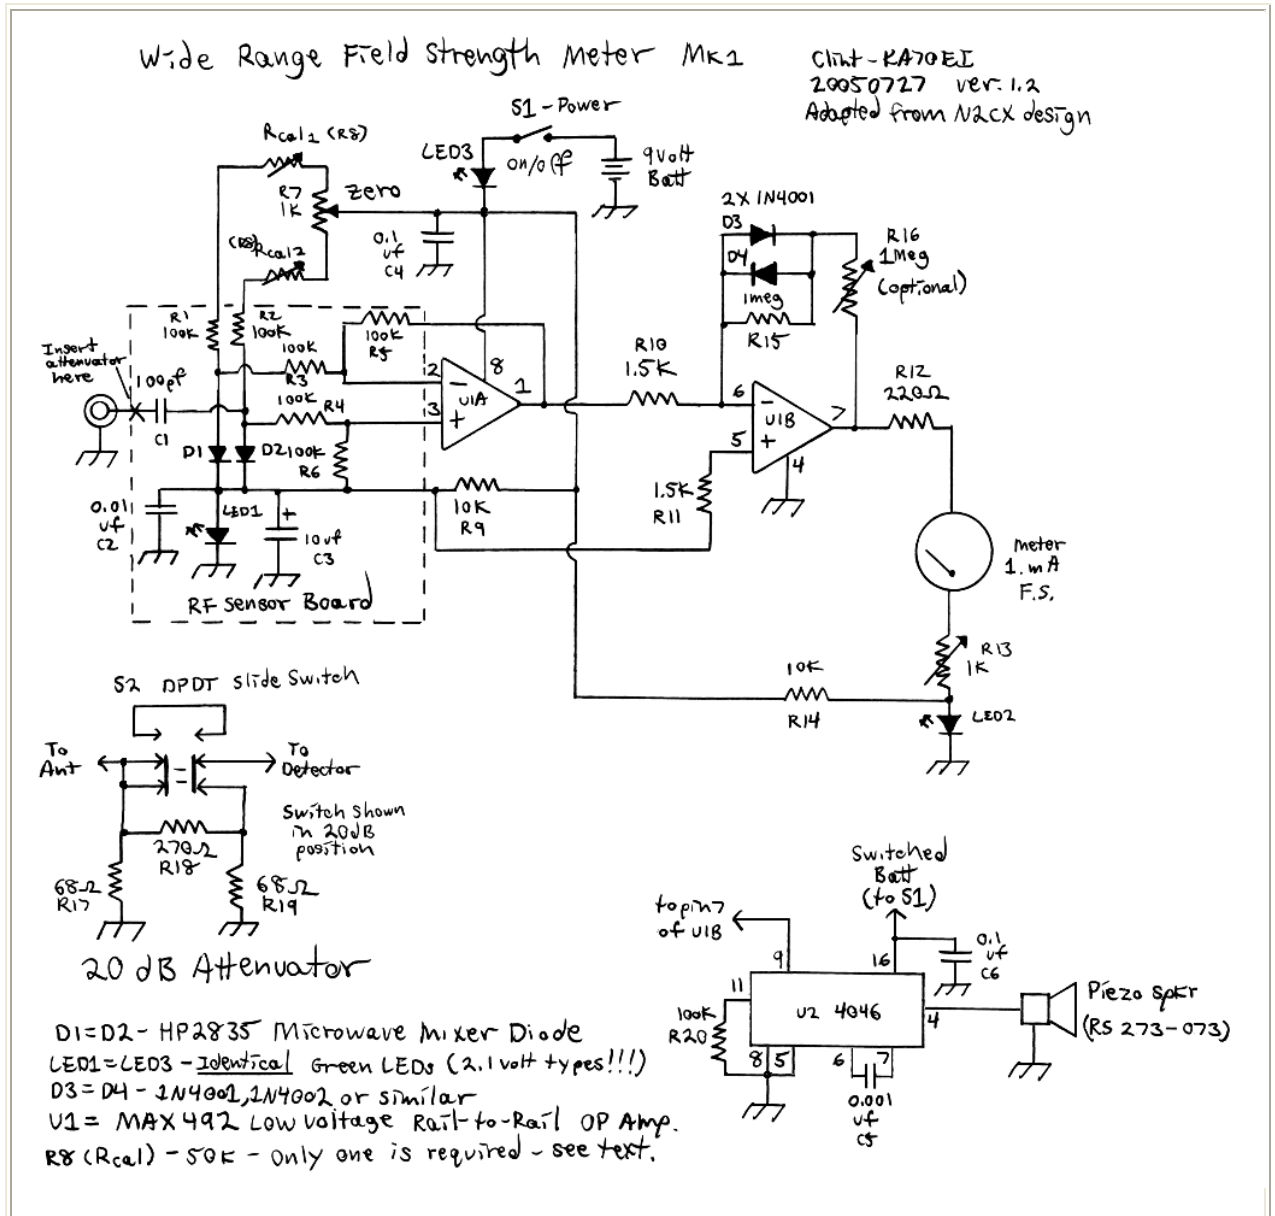 Wide Range Field Strength Meter MK1
Clint-KA7OEI
20050727 ver. 1.2
Adapted from N2CX design
S1-Power
on/off
9volt
Batt
LED3
Rcal1 (R8)
R7
1K
Zero
(R8)Rcal2
0.1
uf
C4
2X 1N4001
D3
D4
1meg
R15
R16
1Meg
(optional)
R1
100K
R2
100K
100K
R5
100K
R3
100K
R4
Insert
attenuator
here
100pf
C1
D1
D2
100K
R6
2
3
8
1
U1A
-
+
R10
1.5K
6
5
7
4
U1B
-
+
R12
220Ω
1.5K
R11
10K
R9
0.01
uf
C2
LED1
+
10uf
C3
RF Sensor Board
meter
1.mA
F.S.
R13
1K
10K
R14
LED2
S2 DPDT Slide Switch
To
Ant
To
Detector
Switch Shown
in 20dB
position
270Ω
R18
68Ω
R17
68Ω
R19
20 dB Attenuator
Switched
Batt
(to S1)
to pin 7
of U1B
9
16
0.1
uf
C6
11
100K
R20
U2 4046
4
8
5
6
7
0.001
uf
C5
Piezo Spkr
(RS 273-073)
D1=D2- HP2835 Microwave Mixer Diode
LED1=LED3 - Identical Green LEDs (2.1 volt types!!!)
D3=D4 - 1N4001,1N4002 or similar
U1= MAX492 Low Voltage Rail-to-Rail OP Amp.
R8 (Rcal) - 50K - Only one is required - see text.